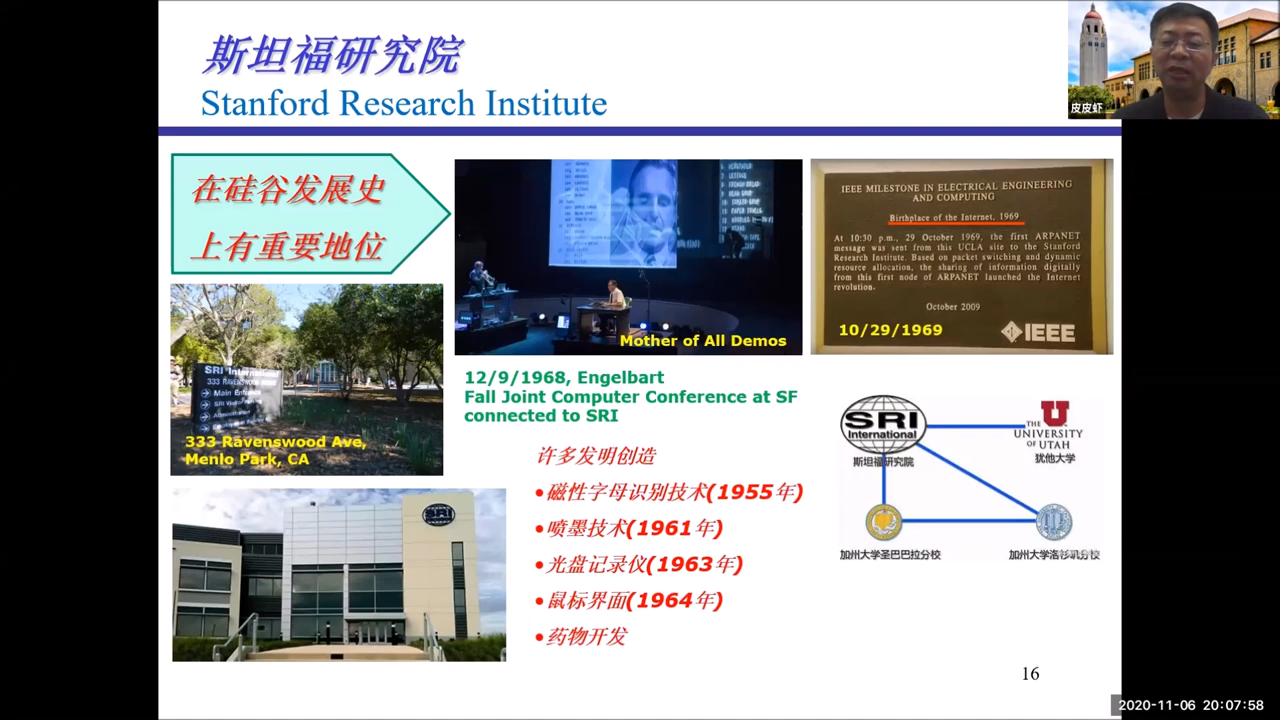 斯坦福研究院
Stanford Research Institute
皮皮虾
在硅谷发展史
上有重要地位
Mother of All Demos
IEEE MILESTONE IN ELECTRICAL ENGINEERING
AND COMPUTING
Birthplace of the Internet, 1969
At 10:30 p.m., 29 October 1969, the first ARPANET
message was sent from this UCLA site to the Stanford
Research Institute. Based on packet switching and dynamic
resource allocation, the sharing of information digitally
from this first node of ARPANET launched the Internet
revolution.
October 2009
10/29/1969
IEEE
SRI International
333 RAVENSWOOD
Main Entrance
333 Ravenswood Ave,
Menlo Park, CA
12/9/1968, Engelbart
Fall Joint Computer Conference at SF
connected to SRI
许多发明创造
•磁性字母识别技术(1955年)
•喷墨技术(1961年)
•光盘记录仪(1963年)
•鼠标界面(1964年)
•药物开发
SRI
SRI
International
斯坦福研究院
U
THE
UNIVERSITY
OF UTAH
犹他大学
加州大学圣巴巴拉分校
加州大学洛杉矶分校
16
2020-11-06 20:07:58